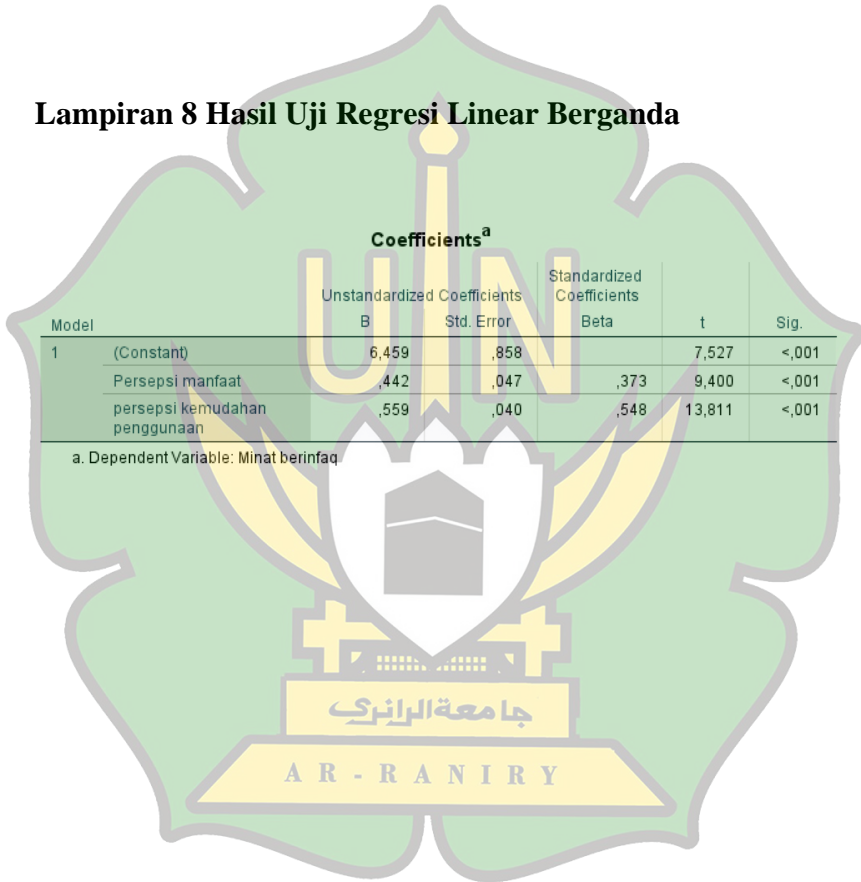 Lampiran 8 Hasil Uji Regresi Linear Berganda
UIN
Coefficientsa
Model Unstandardized Coefficients Standardized Coefficients t Sig.
B Std. Error Beta
1 (Constant) 6,459 ,858 7,527 <,001
Persepsi manfaat ,442 ,047 ,373 9,400 <,001
persepsi kemudahan penggunaan ,559 ,040 ,548 13,811 <,001
a. Dependent Variable: Minat berinfaq
جامعة الرانري
AR-RANIRY